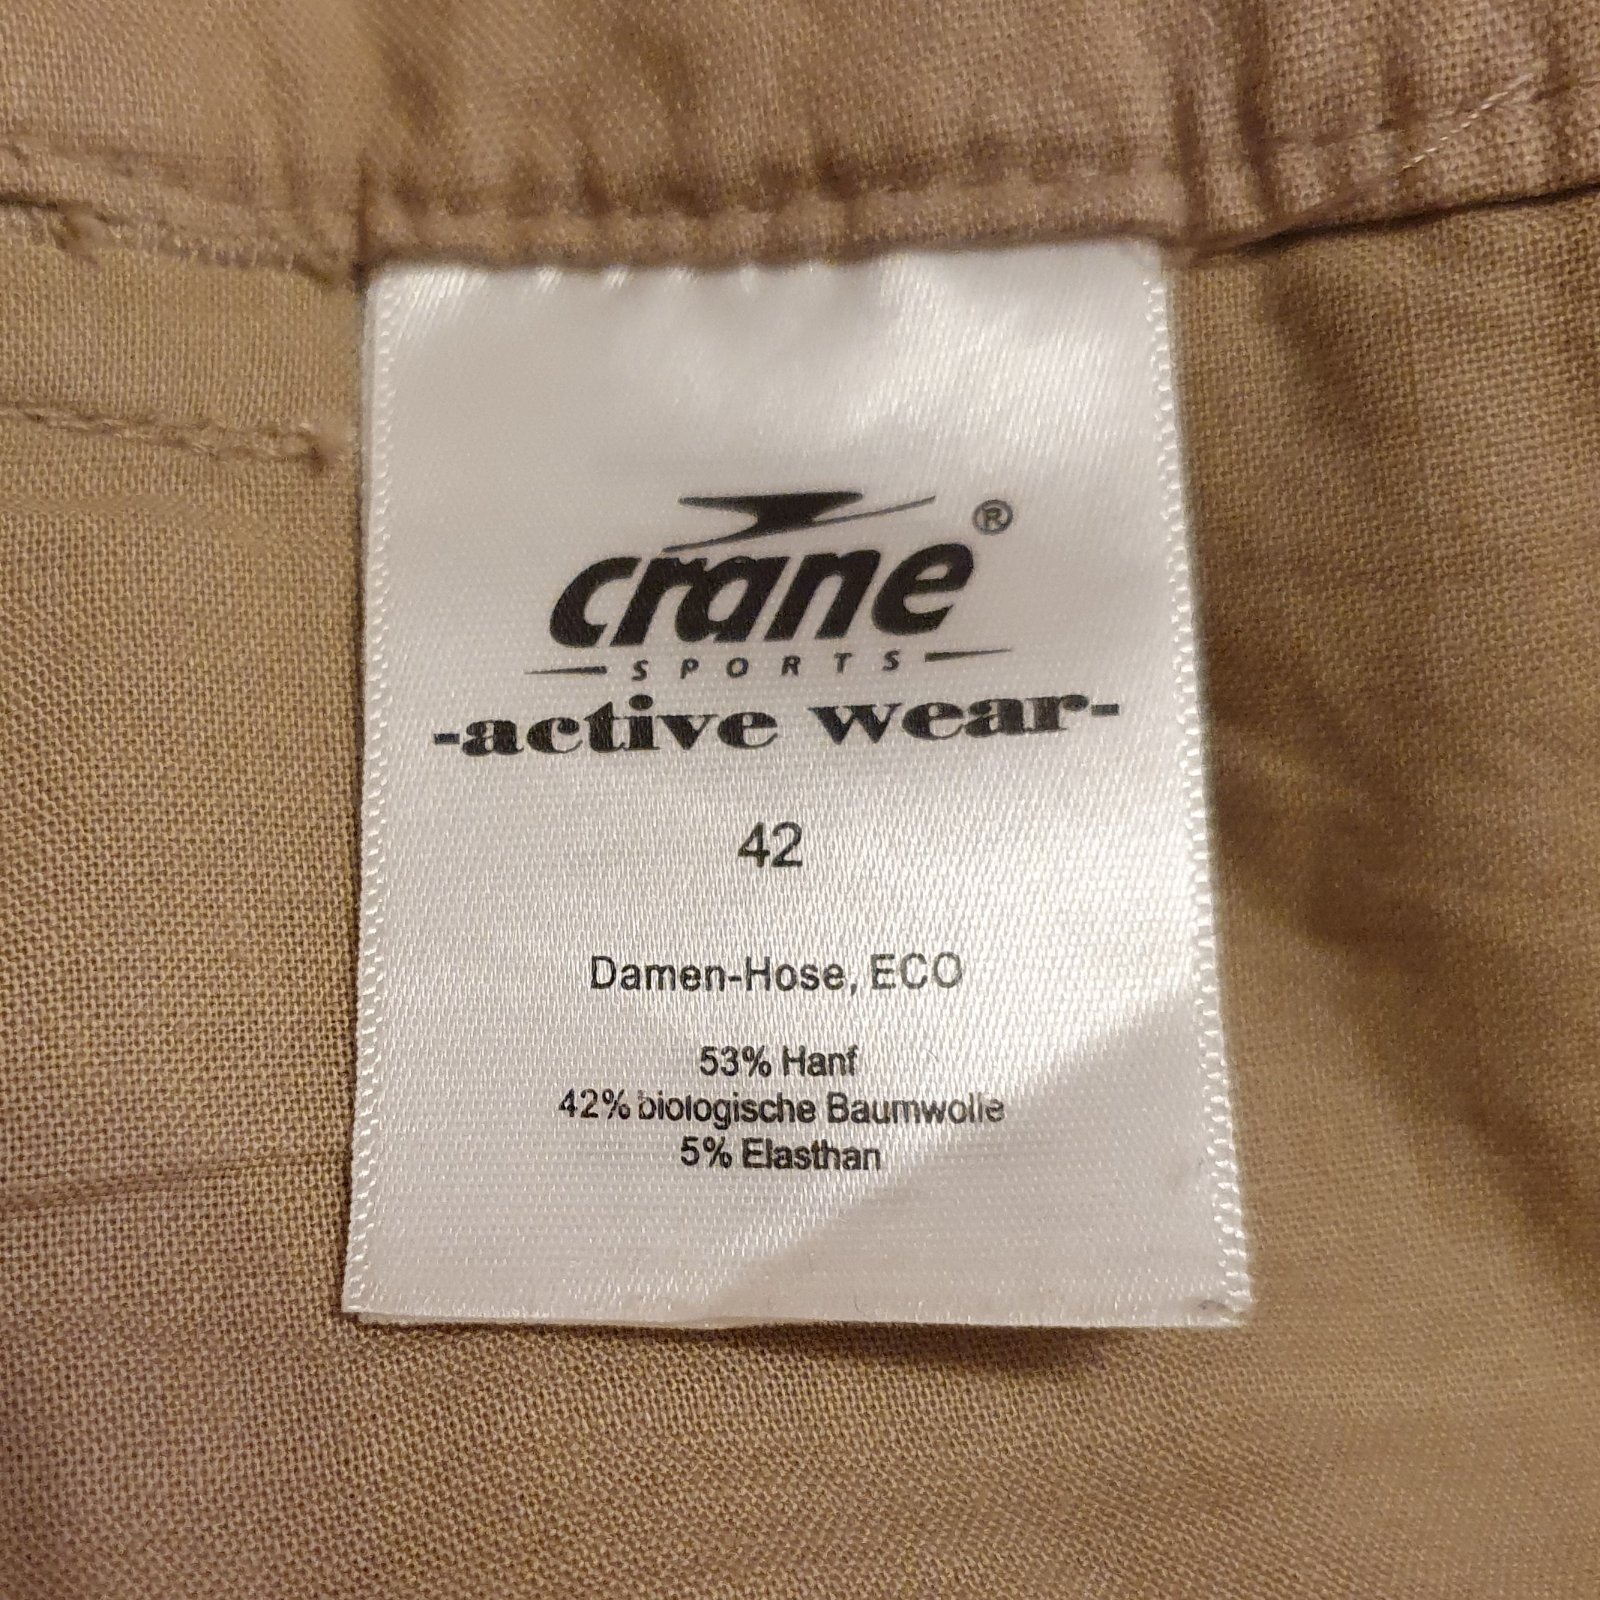 crane®
SPORTS
-active wear-
42
Damen-Hose, ECO
53% Hanf
42% biologische Baumwolle
5% Elasthan